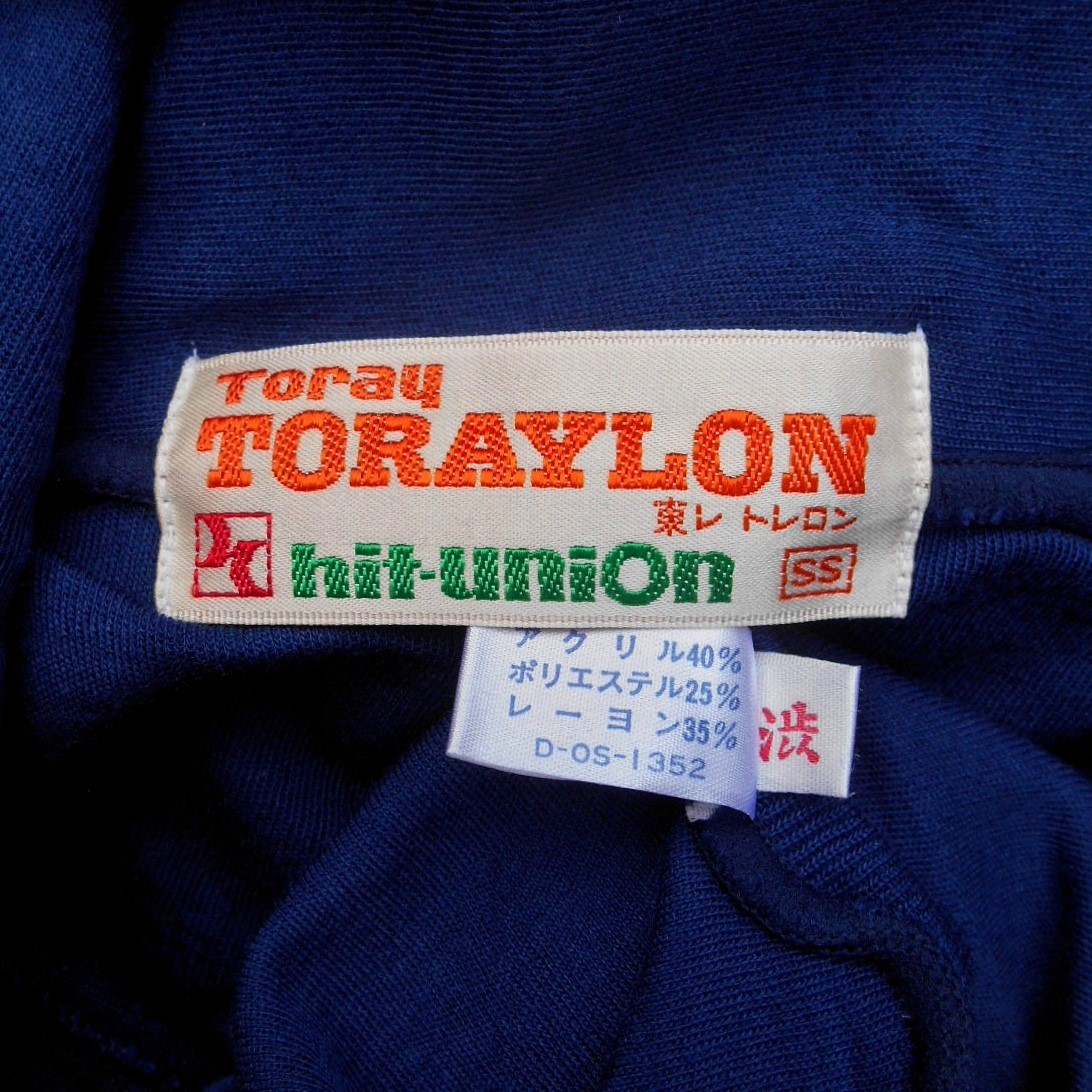 Toray
TORAYLON
東レ トレロン
hit-union SS
アクリル40%
ポリエステル25%
レーヨン35%
D-OS-1352
渋